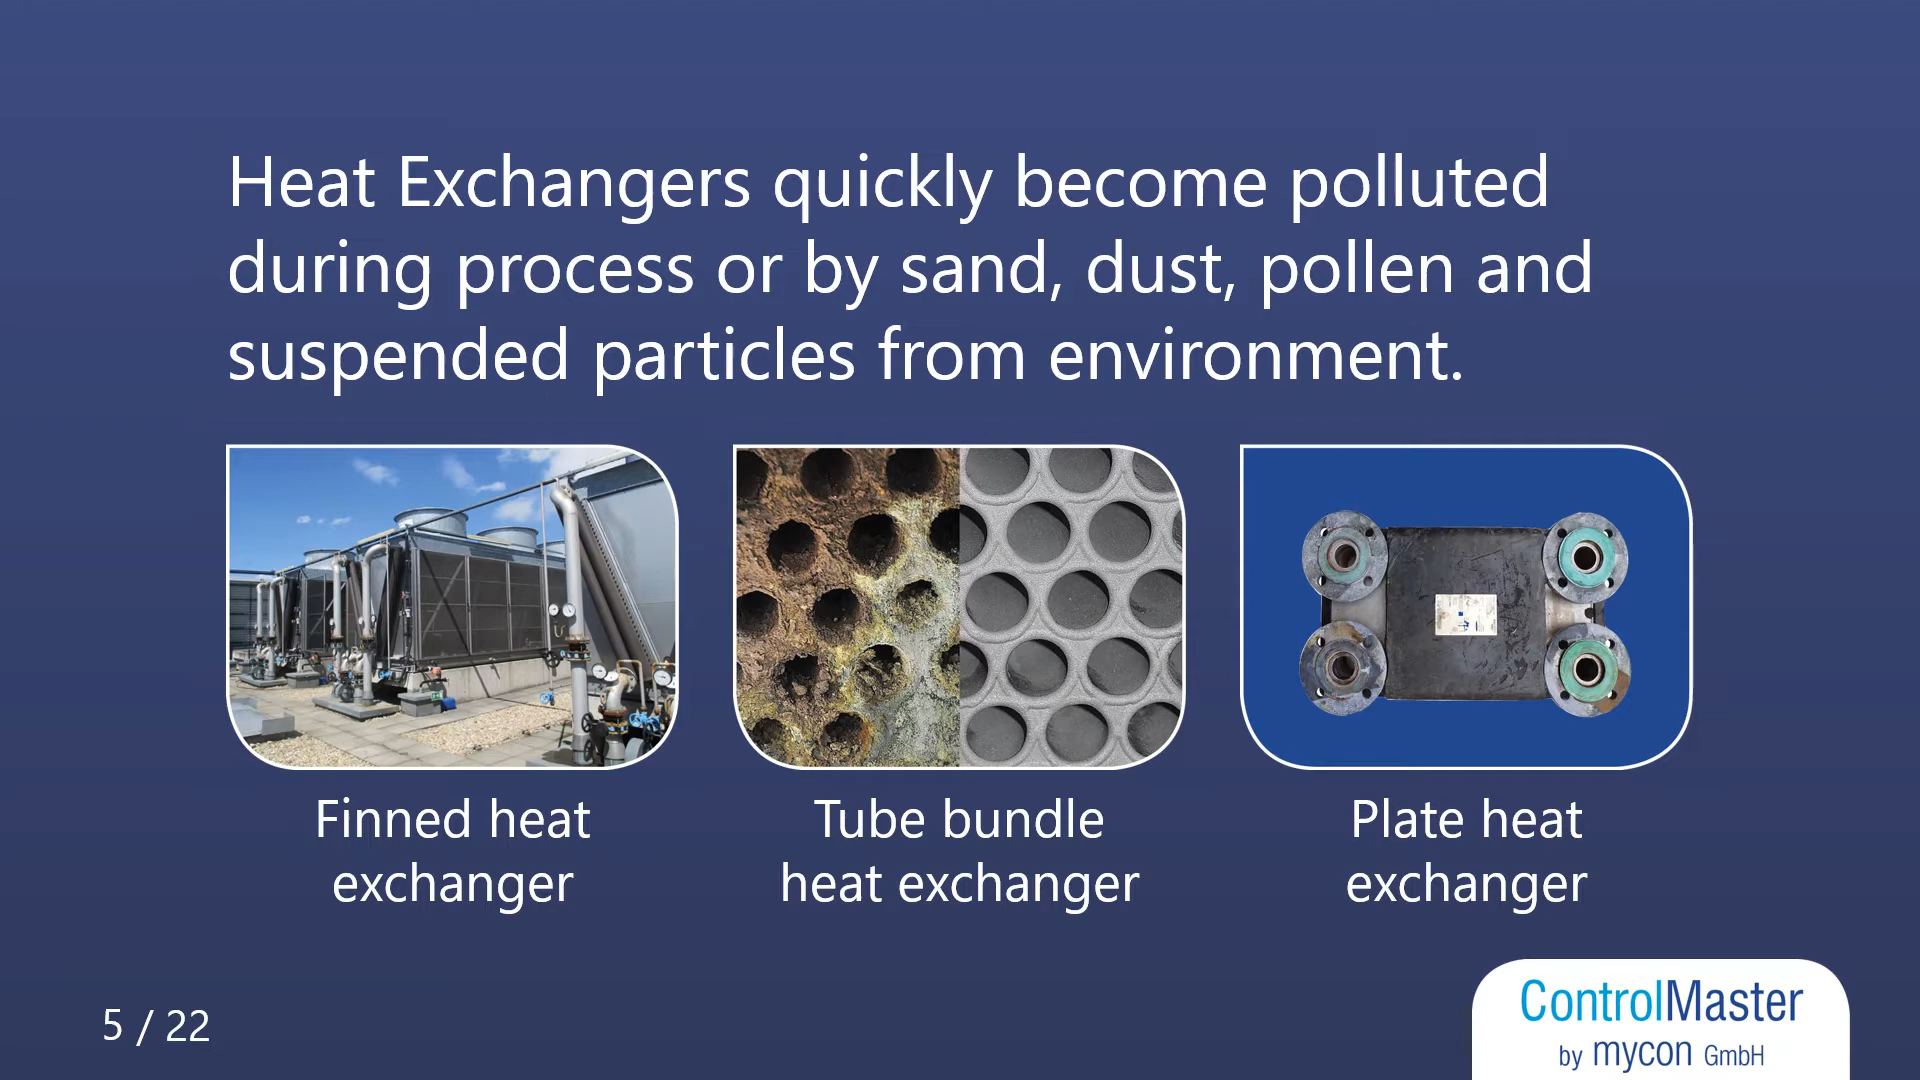 Heat Exchangers quickly become polluted
during process or by sand, dust, pollen and
suspended particles from environment.
Finned heat
exchanger
Tube bundle
heat exchanger
Plate heat
exchanger
5 / 22
ControlMaster
by mycon GmbH